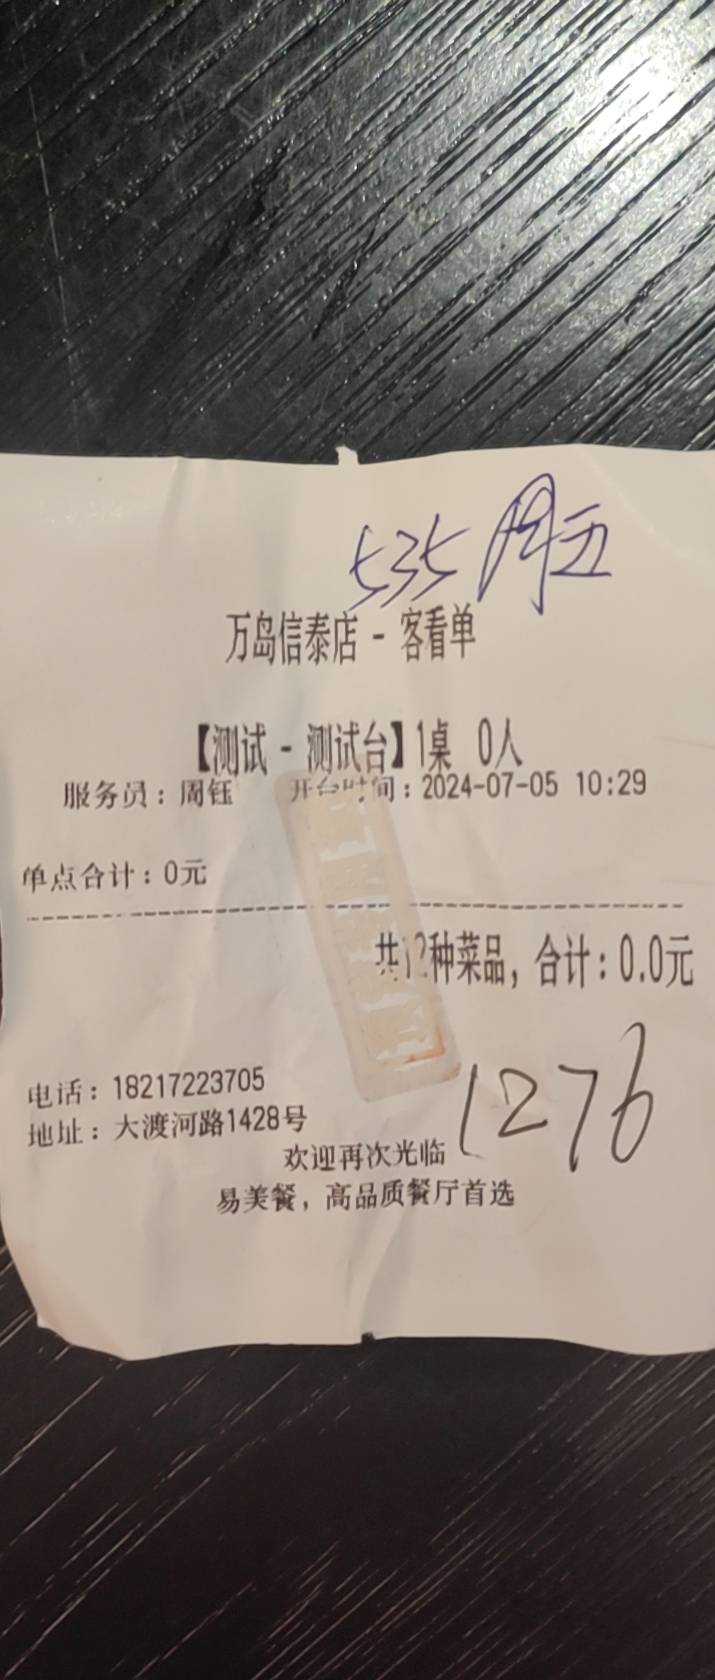 535 周五
万岛信泰店 - 客看单
【测试 - 测试台】1桌 0人
服务员：周钰 开台时间：2024-07-05 10:29
单点合计：0元
共12种菜品，合计：0.0元
1276
电话：18217223705
地址：大渡河路1428号
欢迎再次光临
易美餐，高品质餐厅首选